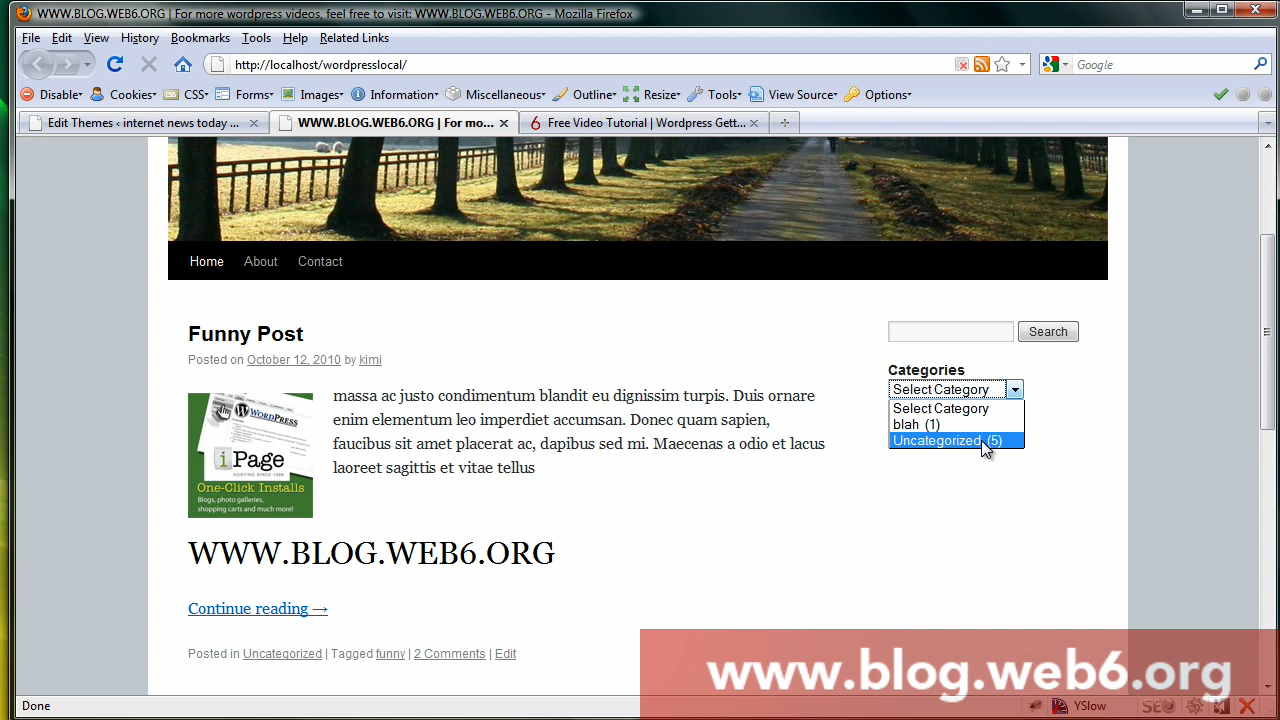 WWW.BLOG.WEB6.ORG | For more wordpress videos, feel free to visit: WWW.BLOG.WEB6.ORG - Mozilla Firefox
File Edit View History Bookmarks Tools Help Related Links
http://localhost/wordpresslocal/ Google
Disable Cookies CSS Forms Images Information Miscellaneous Outline Resize Tools View Source Options
Edit Themes ‹ internet news today ... WWW.BLOG.WEB6.ORG | For mo... Free Video Tutorial | Wordpress Gett...
Home About Contact
Funny Post
Posted on October 12, 2010 by kimi
massa ac justo condimentum blandit eu dignissim turpis. Duis ornare
enim elementum leo imperdiet accumsan. Donec quam sapien,
faucibus sit amet placerat ac, dapibus sed mi. Maecenas a odio et lacus
laoreet sagittis et vitae tellus
WORDPRESS
iPage
HOSTING SINCE 1998
One-Click Installs
Blogs, photo galleries,
shopping carts and much more!
WWW.BLOG.WEB6.ORG
Continue reading →
Posted in Uncategorized | Tagged funny | 2 Comments | Edit
Search
Categories
Select Category
Select Category
blah (1)
Uncategorized (5)
www.blog.web6.org
Done YSlow SEO